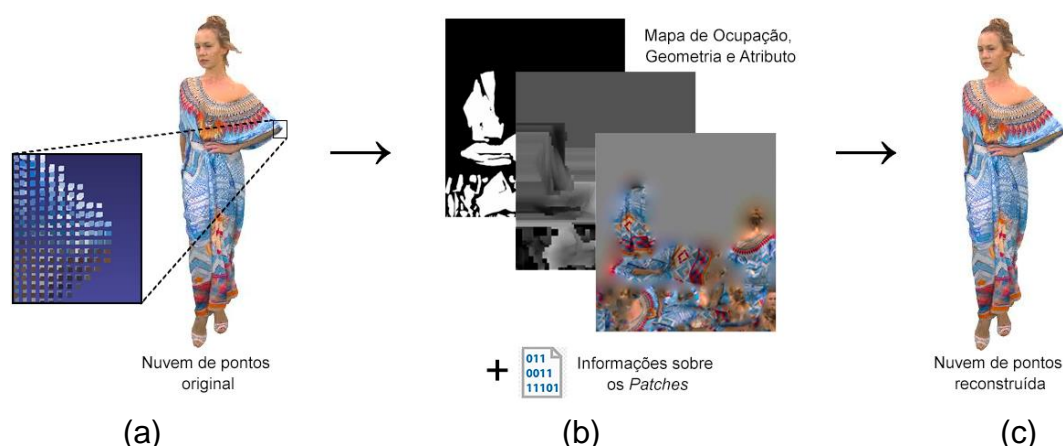 Mapa de Ocupação,
Geometria e Atributo
Nuvem de pontos
original
+
011
0011
11101
Informações sobre
os Patches
Nuvem de pontos
reconstruída
(a)
(b)
(c)